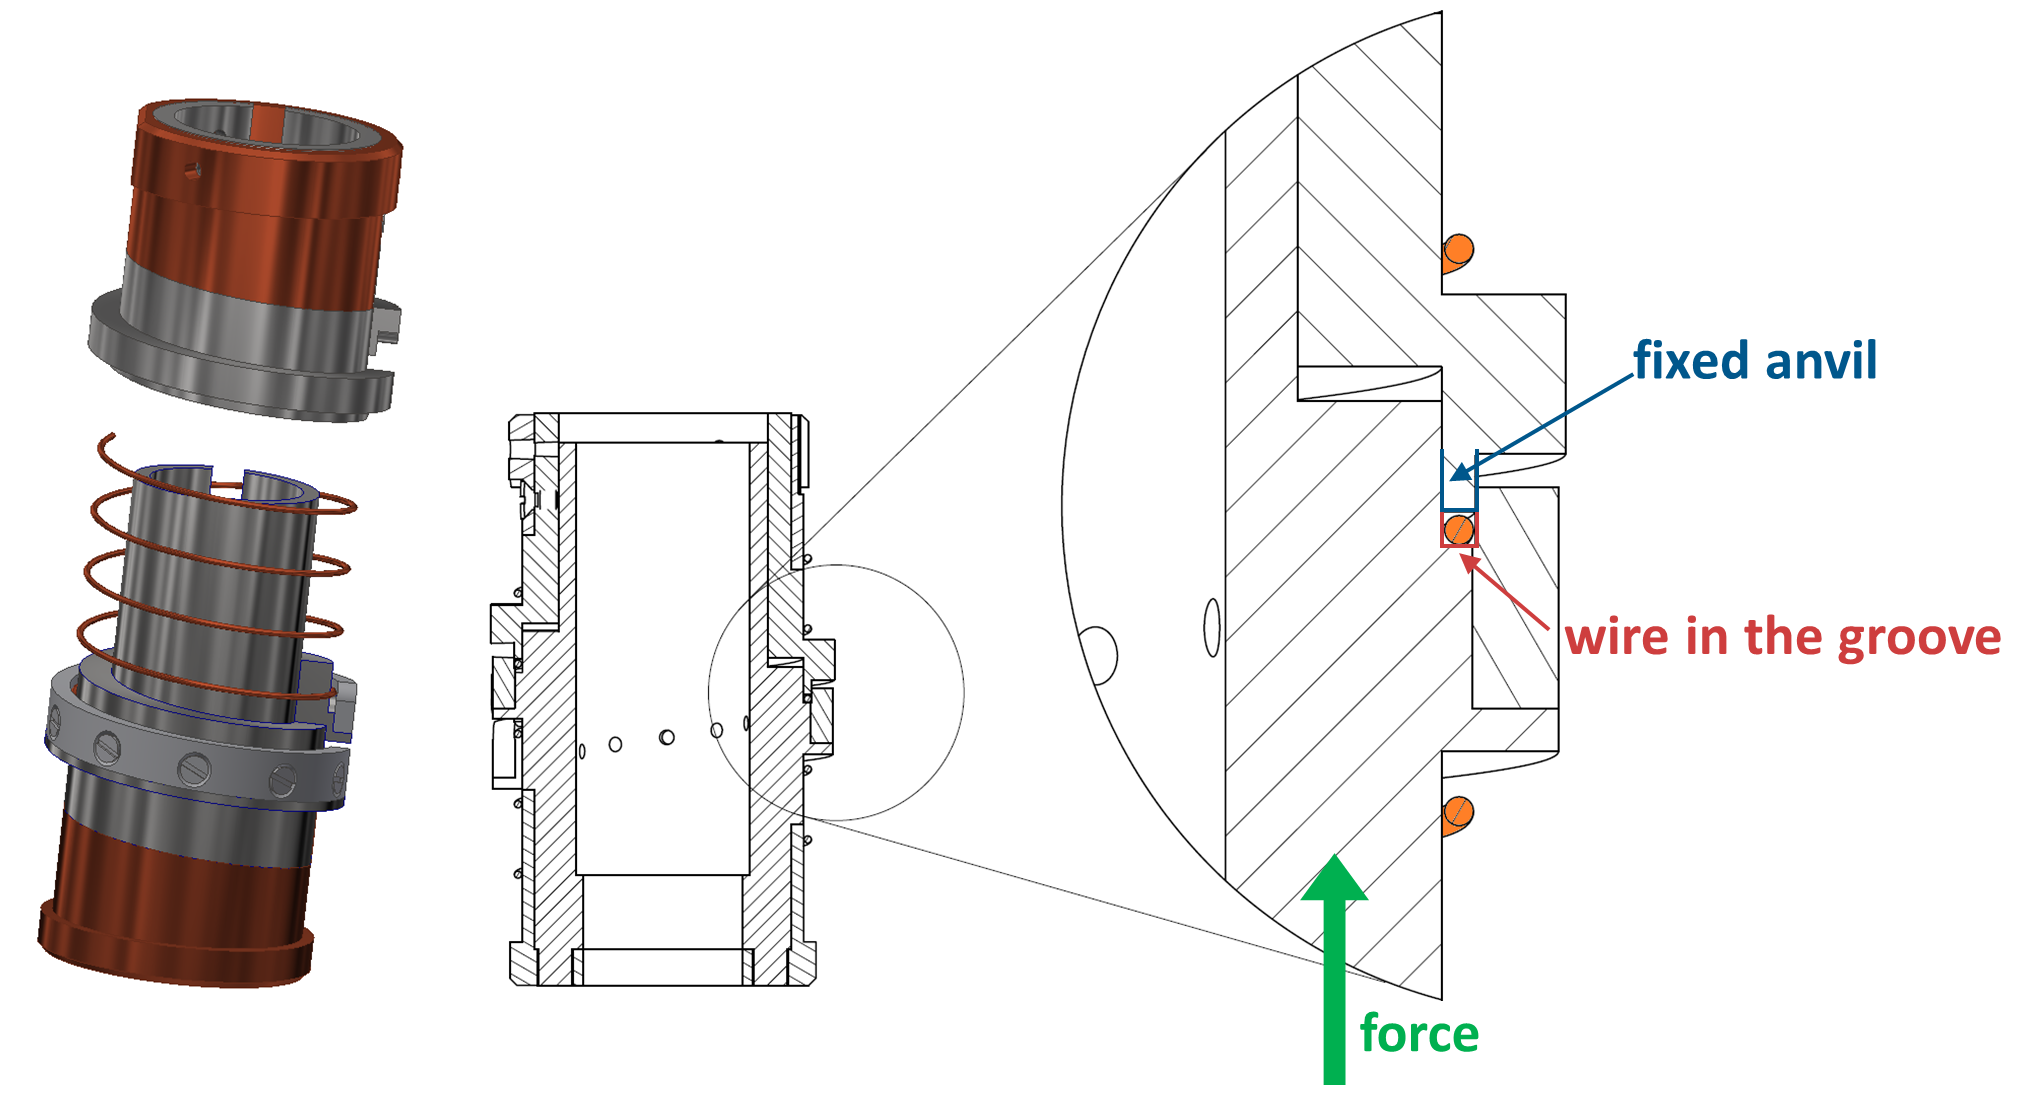 fixed anvil
wire in the groove
force